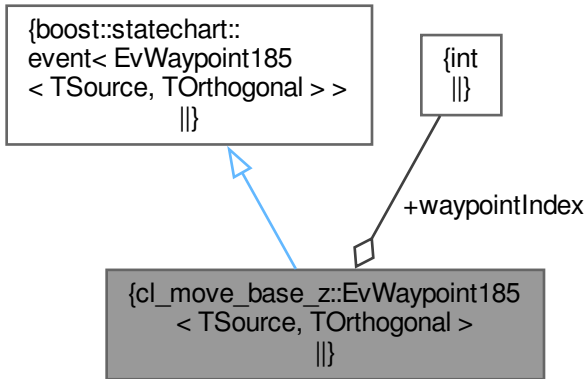 {boost::statechart::
event< EvWaypoint185
< TSource, TOrthogonal > >
||}
{int
||}
+waypointIndex
{cl_move_base_z::EvWaypoint185
< TSource, TOrthogonal >
||}